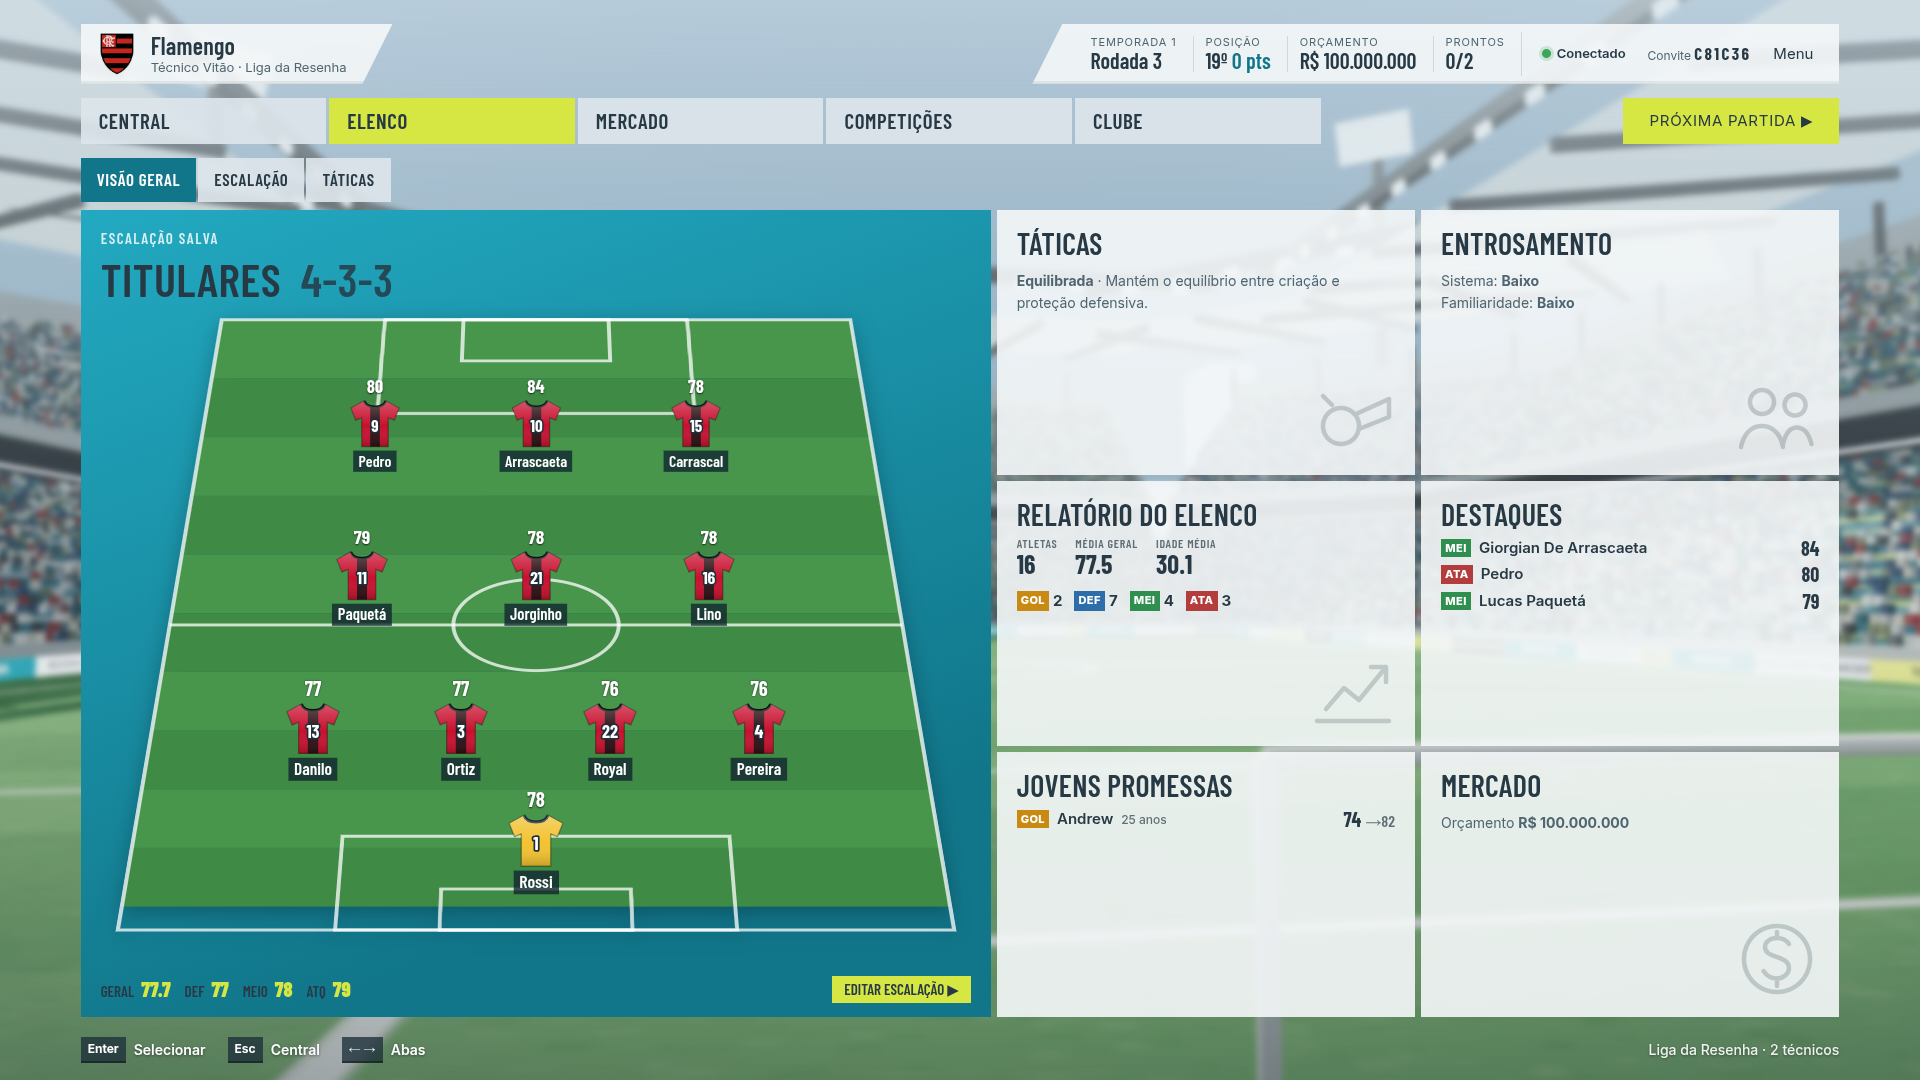 Flamengo
Técnico Vitão · Liga da Resenha
TEMPORADA 1
Rodada 3
POSIÇÃO
19º 0 pts
ORÇAMENTO
R$ 100.000.000
PRONTOS
0/2
Conectado
Convite C81C36
Menu
CENTRAL
ELENCO
MERCADO
COMPETIÇÕES
CLUBE
PRÓXIMA PARTIDA ▶
VISÃO GERAL
ESCALAÇÃO
TÁTICAS
ESCALAÇÃO SALVA
TITULARES 4-3-3
80
9
Pedro
84
10
Arrascaeta
78
15
Carrascal
79
11
Paquetá
78
21
Jorginho
78
16
Lino
77
13
Danilo
77
3
Ortiz
76
22
Royal
76
4
Pereira
78
1
Rossi
GERAL 77.7 DEF 77 MEIO 78 ATQ 79
EDITAR ESCALAÇÃO ▶
TÁTICAS
Equilibrada · Mantém o equilíbrio entre criação e
proteção defensiva.
ENTROSAMENTO
Sistema: Baixo
Familiaridade: Baixo
RELATÓRIO DO ELENCO
ATLETAS
16
MÉDIA GERAL
77.5
IDADE MÉDIA
30.1
GOL 2 DEF 7 MEI 4 ATA 3
DESTAQUES
MEI Giorgian De Arrascaeta 84
ATA Pedro 80
MEI Lucas Paquetá 79
JOVENS PROMESSAS
GOL Andrew 25 anos 74 →82
MERCADO
Orçamento R$ 100.000.000
Enter Selecionar Esc Central ←→ Abas
Liga da Resenha · 2 técnicos